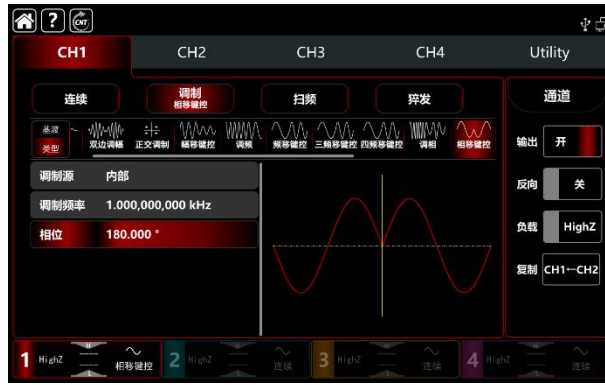 ? CNT
CH1 CH2 CH3 CH4 Utility
连续 调制 扫频 猝发 通道
相移键控
基波 类型 双边调幅 正交调制 幅移键控 调频 频移键控 三频移键控 四频移键控 调相 相移键控
输出 开
调制源 内部
反向 关
调制频率 1.000,000,000 kHz
相位 180.000 °
负载 HighZ
复制 CH1←CH2
1 HighZ 相移键控 2 HighZ 连续 3 HighZ 连续 4 HighZ 连续